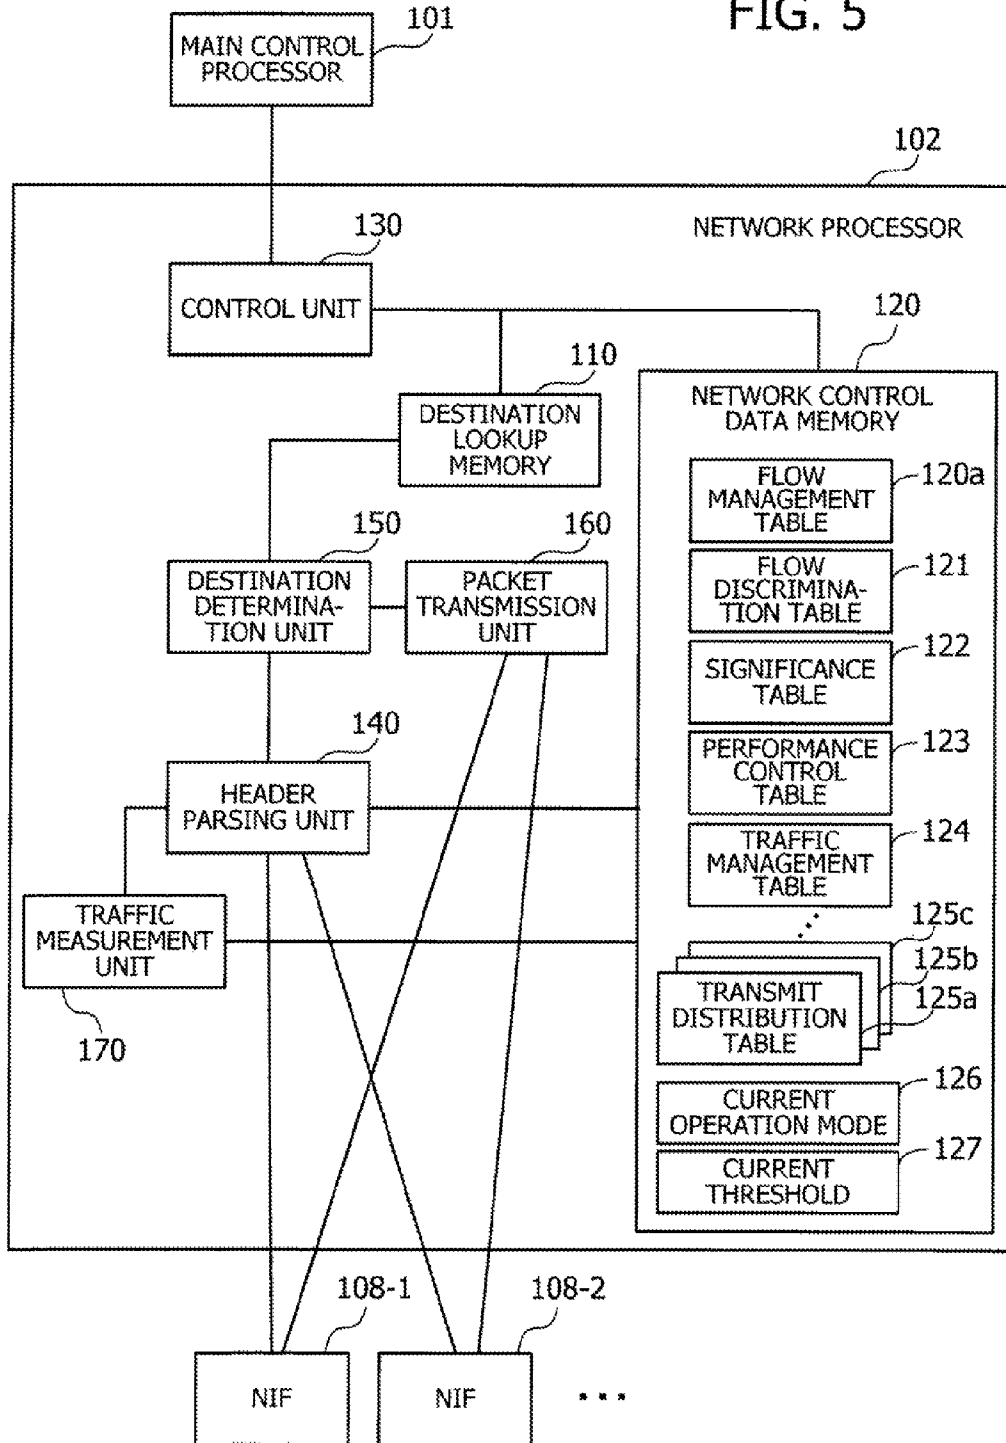 FIG. 5
101
MAIN CONTROL
PROCESSOR
102
NETWORK PROCESSOR
130
CONTROL UNIT
120
110
NETWORK CONTROL
DATA MEMORY
DESTINATION
LOOKUP
MEMORY
FLOW
MANAGEMENT
TABLE
120a
150
160
DESTINATION
DETERMINA-
TION UNIT
PACKET
TRANSMISSION
UNIT
FLOW
DISCRIMINA-
TION TABLE
121
SIGNIFICANCE
TABLE
122
140
HEADER
PARSING UNIT
PERFORMANCE
CONTROL
TABLE
123
TRAFFIC
MANAGEMENT
TABLE
124
TRAFFIC
MEASUREMENT
UNIT
170
125c
125b
125a
TRANSMIT
DISTRIBUTION
TABLE
CURRENT
OPERATION MODE
126
CURRENT
THRESHOLD
127
108-1
108-2
NIF
NIF